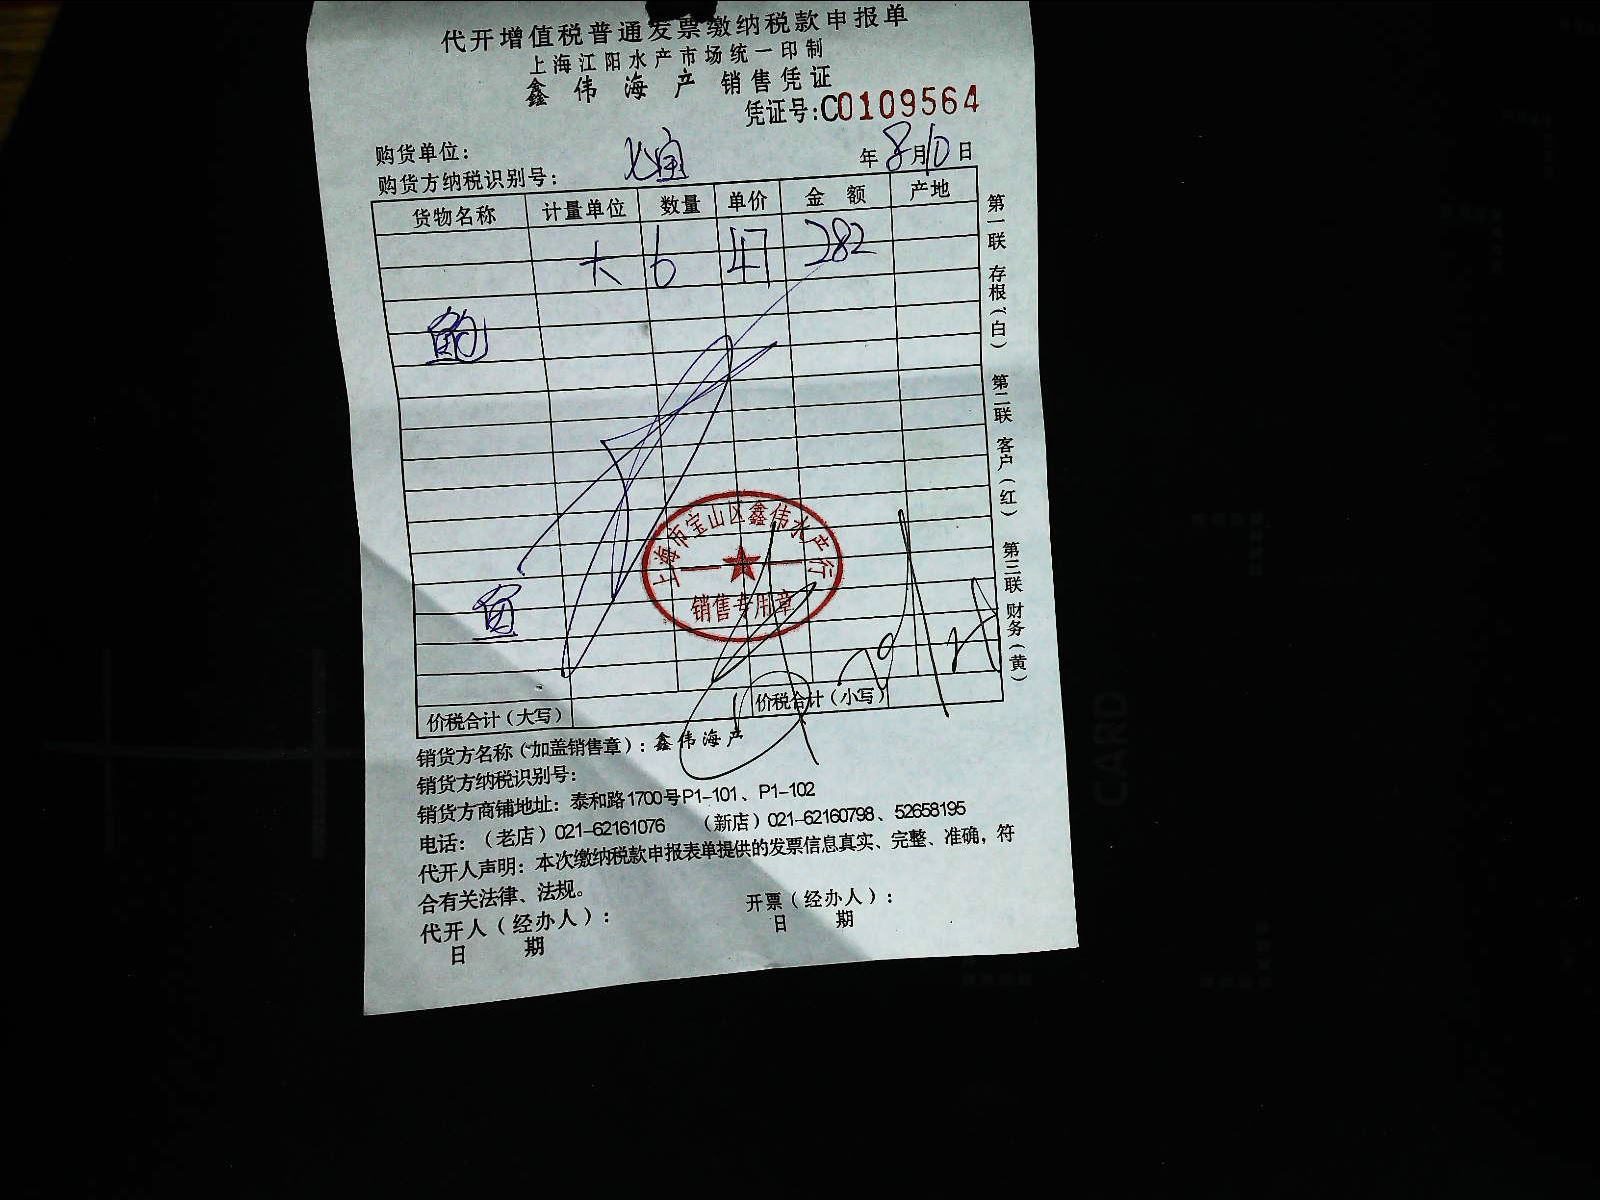 代开增值税普通发票缴纳税款申报单
上海江阳水产市场统一印制
鑫伟海产 销售凭证
凭证号:C0109564
购货单位: 年8月10日
购货方纳税识别号:
货物名称 计量单位 数量 单价 金额 产地
大 6 47 282
第一联 存根(白) 第二联 客户(红) 第三联 财务(黄)
上海市宝山区鑫伟水产行
销售专用章
价税合计(大写) 价税合计(小写)
销货方名称(加盖销售章):鑫伟海产
销货方纳税识别号:
销货方商铺地址:泰和路1700号P1-101、P1-102
电话:(老店)021-62161076 (新店)021-62160798、52658195
代开人声明:本次缴纳税款申报表单提供的发票信息真实、完整、准确,符
合有关法律、法规。
代开人(经办人): 开票(经办人):
日 期 日 期
CARD